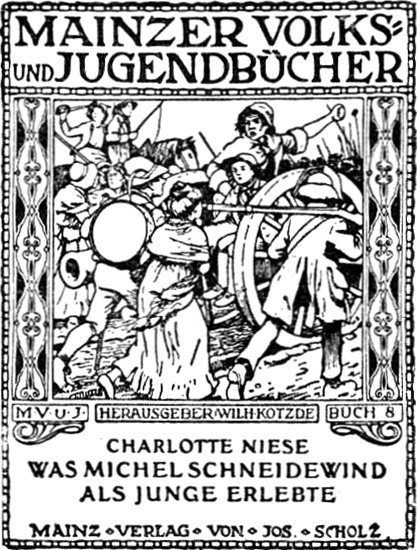 MAINZER VOLKS=
UND JUGENDBÜCHER
M·V·U·J· HERAUSGEBER/WILH·KOTZDE BUCH 8
CHARLOTTE NIESE
WAS MICHEL SCHNEIDEWIND
ALS JUNGE ERLEBTE
MAINZ ⋄ VERLAG ⋄ VON ⋄ JOS. ⋄ SCHOLZ